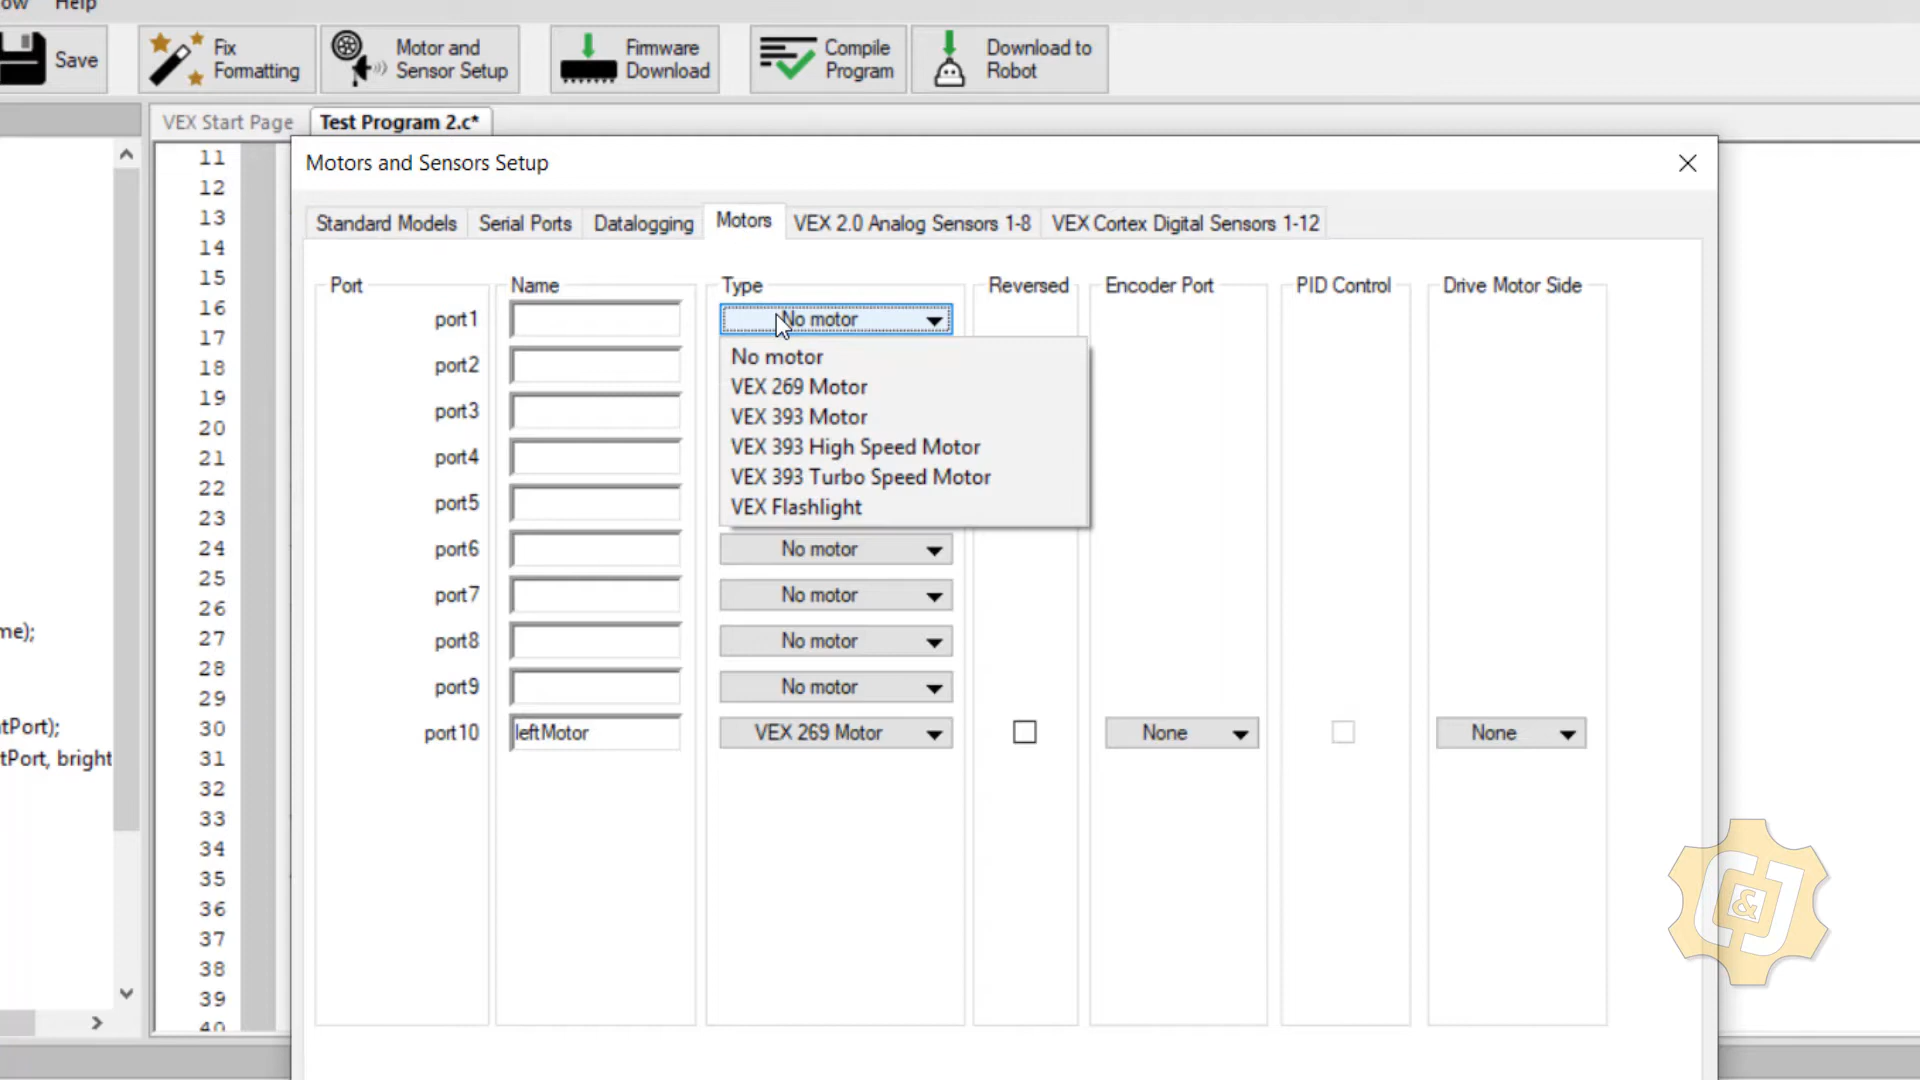 ow Help
Save
Fix
Formatting
Motor and
Sensor Setup
Firmware
Download
Compile
Program
Download to
Robot
VEX Start Page
Test Program 2.c*
Motors and Sensors Setup
Standard Models
Serial Ports
Datalogging
Motors
VEX 2.0 Analog Sensors 1-8
VEX Cortex Digital Sensors 1-12
Port
Name
Type
Reversed
Encoder Port
PID Control
Drive Motor Side
port1
No motor
No motor
VEX 269 Motor
VEX 393 Motor
VEX 393 High Speed Motor
VEX 393 Turbo Speed Motor
VEX Flashlight
port2
port3
port4
port5
port6
No motor
port7
No motor
port8
No motor
port9
No motor
port10
leftMotor
VEX 269 Motor
None
None
me);
tPort);
tPort, bright
11
12
13
14
15
16
17
18
19
20
21
22
23
24
25
26
27
28
29
30
31
32
33
34
35
36
37
38
39
40
C&J